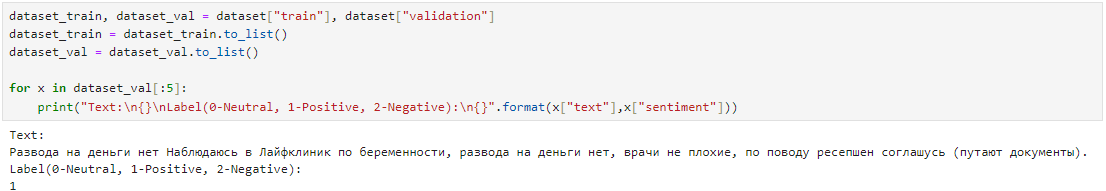 dataset_train, dataset_val = dataset["train"], dataset["validation"]
dataset_train = dataset_train.to_list()
dataset_val = dataset_val.to_list()

for x in dataset_val[:5]:
    print("Text:\n{}\nLabel(0-Neutral, 1-Positive, 2-Negative):\n{}".format(x["text"],x["sentiment"]))
Text:
Развода на деньги нет Наблюдаюсь в Лайфклиник по беременности, развода на деньги нет, врачи не плохие, по поводу ресепшен соглашусь (путают документы).
Label(0-Neutral, 1-Positive, 2-Negative):
1